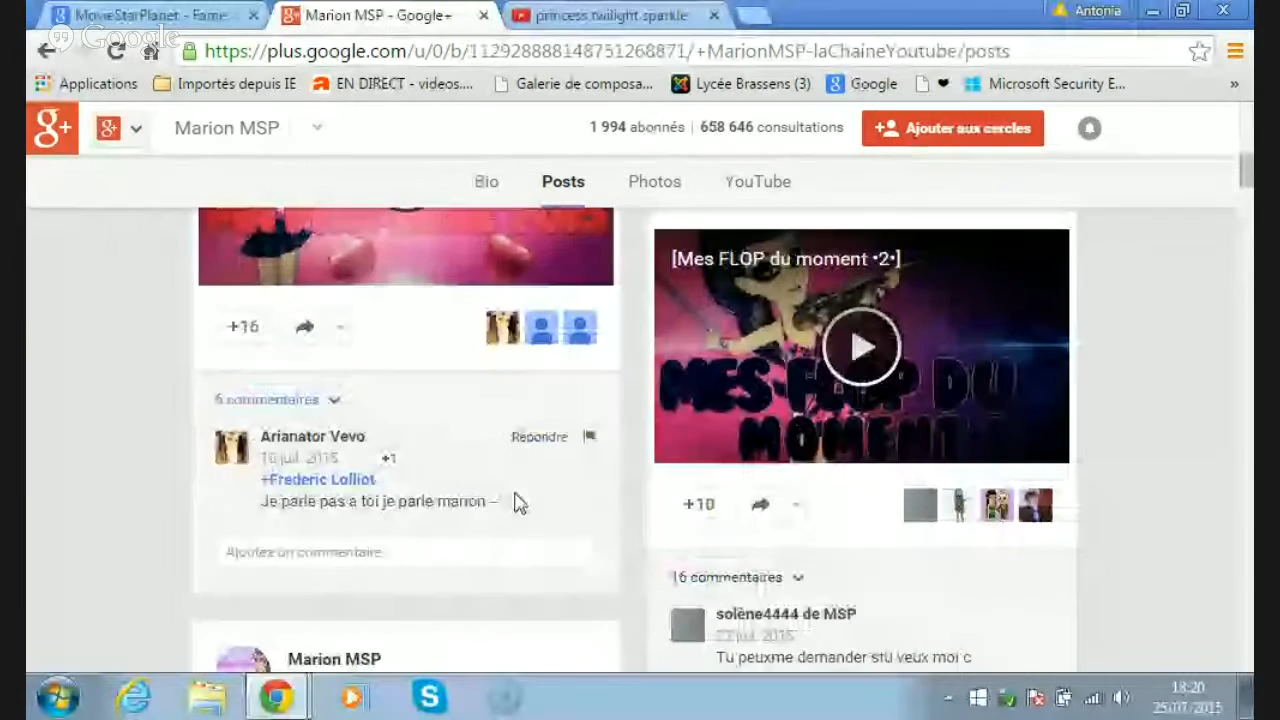 MovieStarPlanet - Fame
Marion MSP - Google+
princess twilight sparkle
Antonia
Google
https://plus.google.com/u/0/b/112928888148751268871/+MarionMSP-laChaineYoutube/posts
Applications
Importés depuis IE
EN DIRECT - videos....
Galerie de composa...
Lycée Brassens (3)
Google
Microsoft Security E...
»
g+
Marion MSP
1 994 abonnés | 658 646 consultations
Ajouter aux cercles
Bio
Posts
Photos
YouTube
+16
6 commentaires
Arianator Vevo
Répondre
juil. 2015
+1
+Frederic Lolliot
Je parle pas a toi je parle marion --
Ajoutez un commentaire
Marion MSP
[Mes FLOP du moment •2•]
MES FLOP DU
MOMENT
+10
16 commentaires
solène4444 de MSP
juil. 2015
Tu peuxme demander stu veux moi c
18:20
25/07/2015